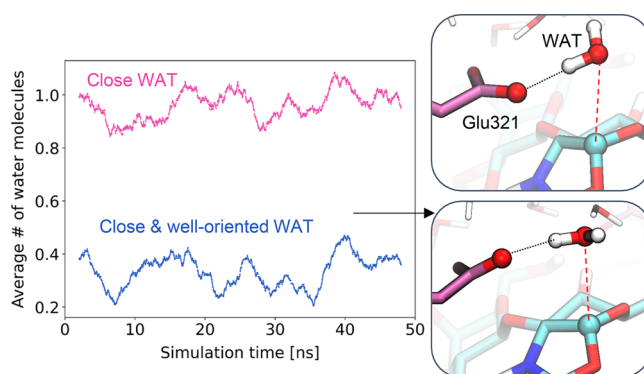 Close WAT
Close & well-oriented WAT
Average # of water molecules
1.0
0.8
0.6
0.4
0.2
0
10
20
30
40
50
Simulation time [ns]
WAT
Glu321